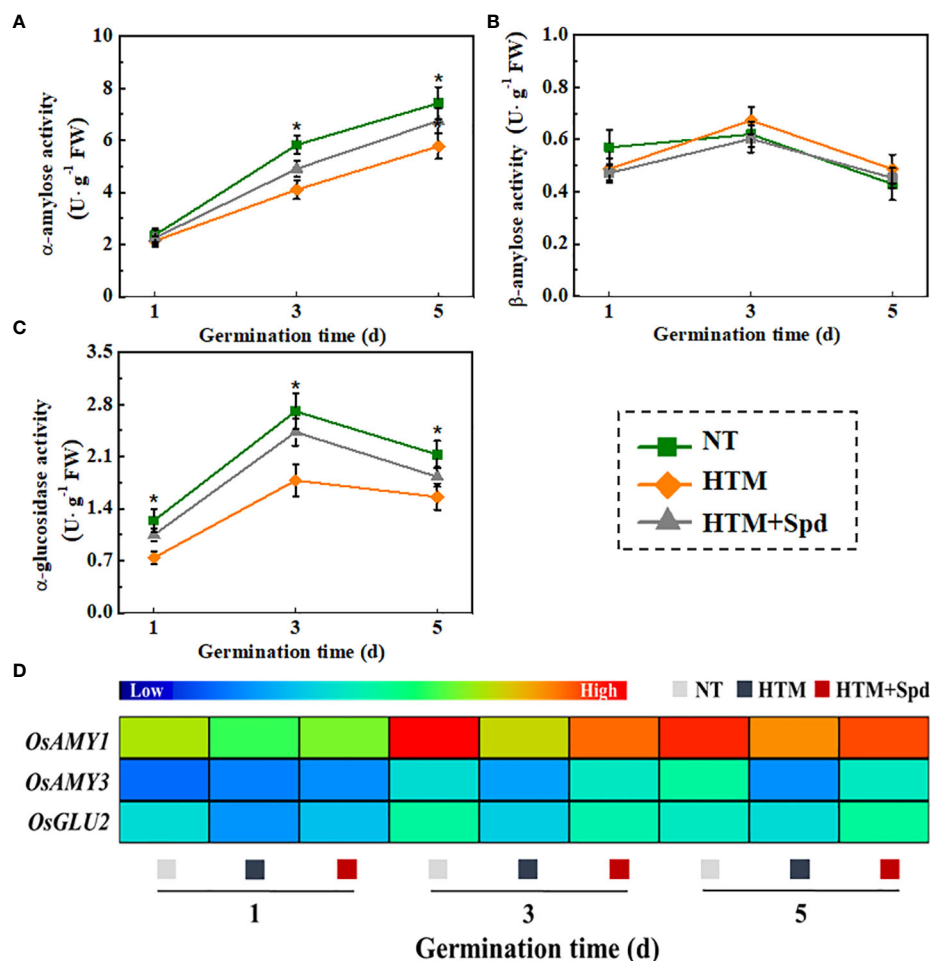 A
α-amylose activity
(U· g⁻¹ FW)
10
8
6
4
2
0
*
*
*
1 3 5
Germination time (d)
B
β-amylose activity (U· g⁻¹ FW)
1.0
0.8
0.6
0.4
0.2
0.0
1 3 5
Germination time (d)
C
α-glucosidase activity
(U· g⁻¹ FW)
3.5
2.8
2.1
1.4
0.7
0.0
*
*
*
1 3 5
Germination time (d)
NT
HTM
HTM+Spd
D
Low High
NT HTM HTM+Spd
OsAMY1
OsAMY3
OsGLU2
1 3 5
Germination time (d)